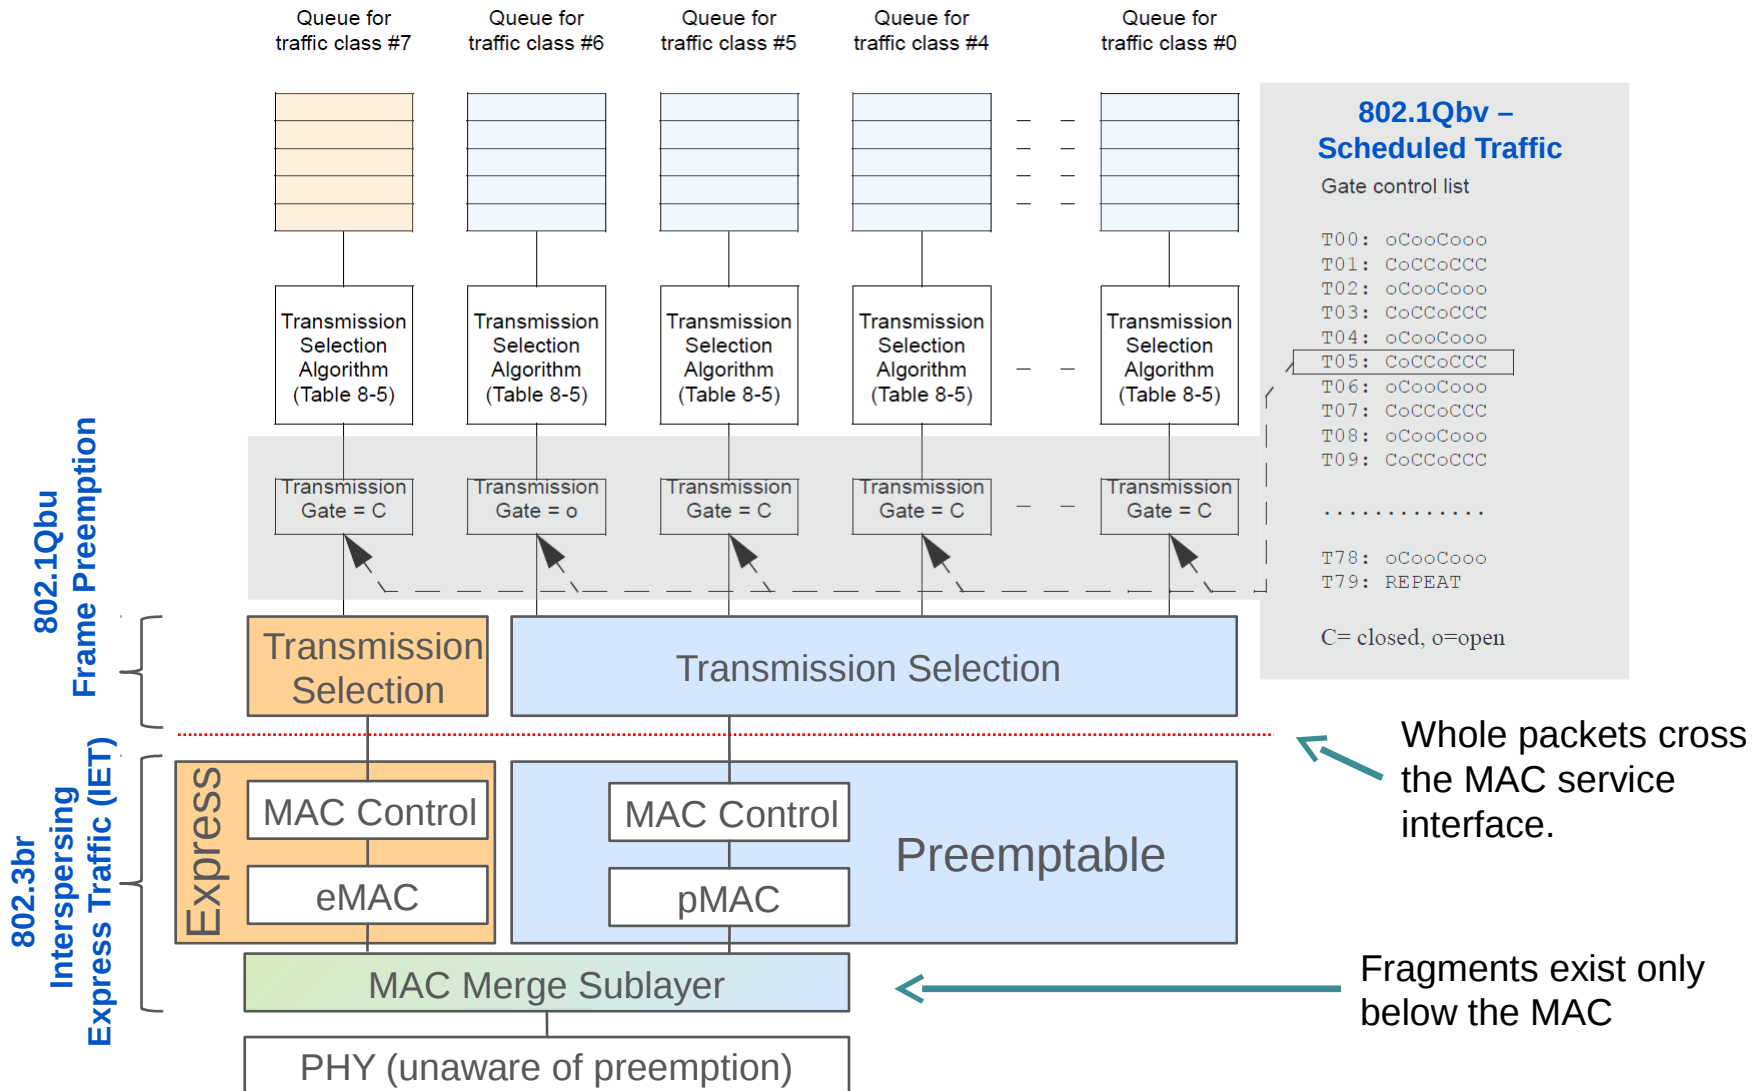 Queue for
traffic class #7
Queue for
traffic class #6
Queue for
traffic class #5
Queue for
traffic class #4
Queue for
traffic class #0
Transmission
Selection
Algorithm
(Table 8-5)
Transmission
Selection
Algorithm
(Table 8-5)
Transmission
Selection
Algorithm
(Table 8-5)
Transmission
Selection
Algorithm
(Table 8-5)
Transmission
Selection
Algorithm
(Table 8-5)
Transmission
Gate = C
Transmission
Gate = o
Transmission
Gate = C
Transmission
Gate = C
Transmission
Gate = C
802.1Qbv –
Scheduled Traffic
Gate control list
T00: oCooCooo
T01: CoCCoCCC
T02: oCooCooo
T03: CoCCoCCC
T04: oCooCooo
T05: CoCCoCCC
T06: oCooCooo
T07: CoCCoCCC
T08: oCooCooo
T09: CoCCoCCC
. . . . . . . . . . . . .
T78: oCooCooo
T79: REPEAT
C= closed, o=open
802.1Qbu
Frame Preemption
Transmission
Selection
Transmission Selection
Whole packets cross
the MAC service
interface.
802.3br
Interspersing
Express Traffic (IET)
Express
MAC Control
eMAC
MAC Control
pMAC
Preemptable
MAC Merge Sublayer
Fragments exist only
below the MAC
PHY (unaware of preemption)